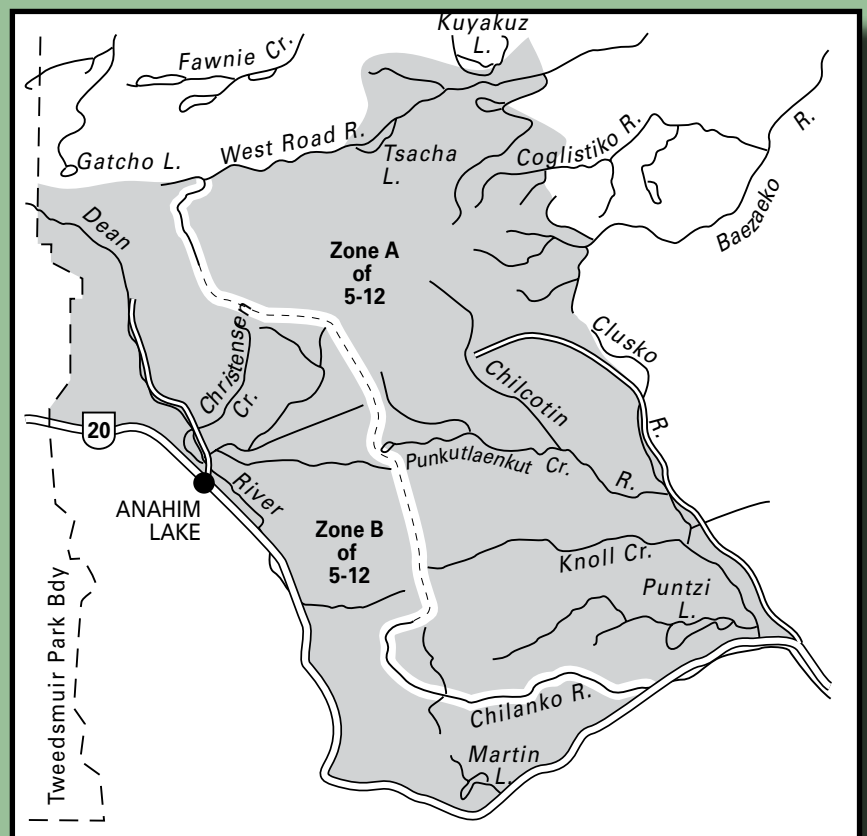 Kuyakuz
L.
Fawnie Cr.
West Road R.
Gatcho L.
Tsacha
L.
Coglistiko R.
R.
Baezaeko
Dean
Zone A
of
5-12
Christensen
Cr.
Clusko
R.
Chilcotin
R.
20
Punkutlaenkut Cr.
River
ANAHIM
LAKE
Zone B
of
5-12
Knoll Cr.
Puntzi
L.
Tweedsmuir Park Bdy
Chilanko R.
Martin
L.